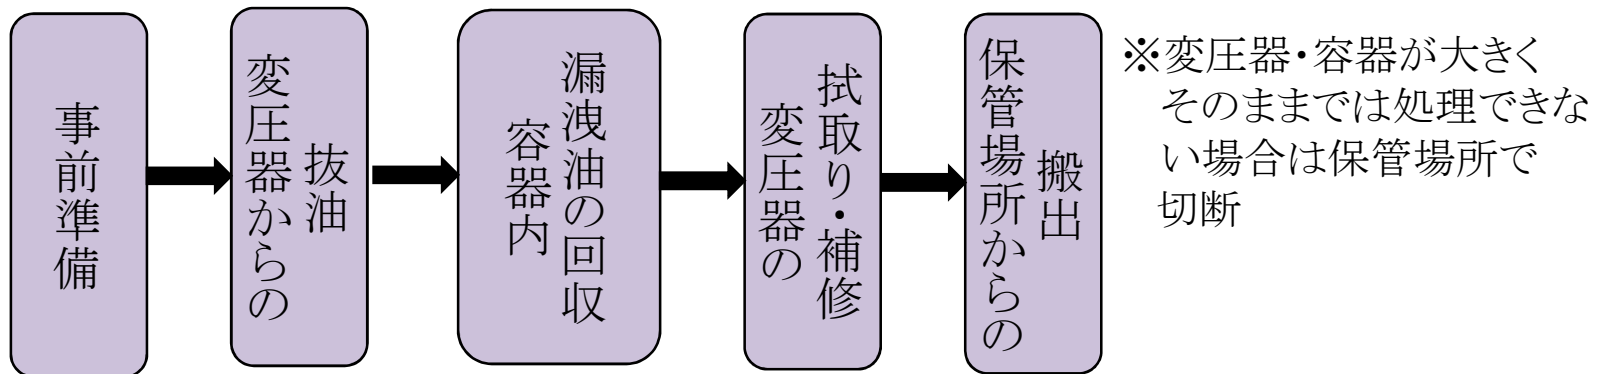 事前準備
変圧器からの
抜油
容器内
漏洩油の回収
変圧器の
拭取り・補修
保管場所からの
搬出
※変圧器・容器が大きく
そのままでは処理できな
い場合は保管場所で
切断